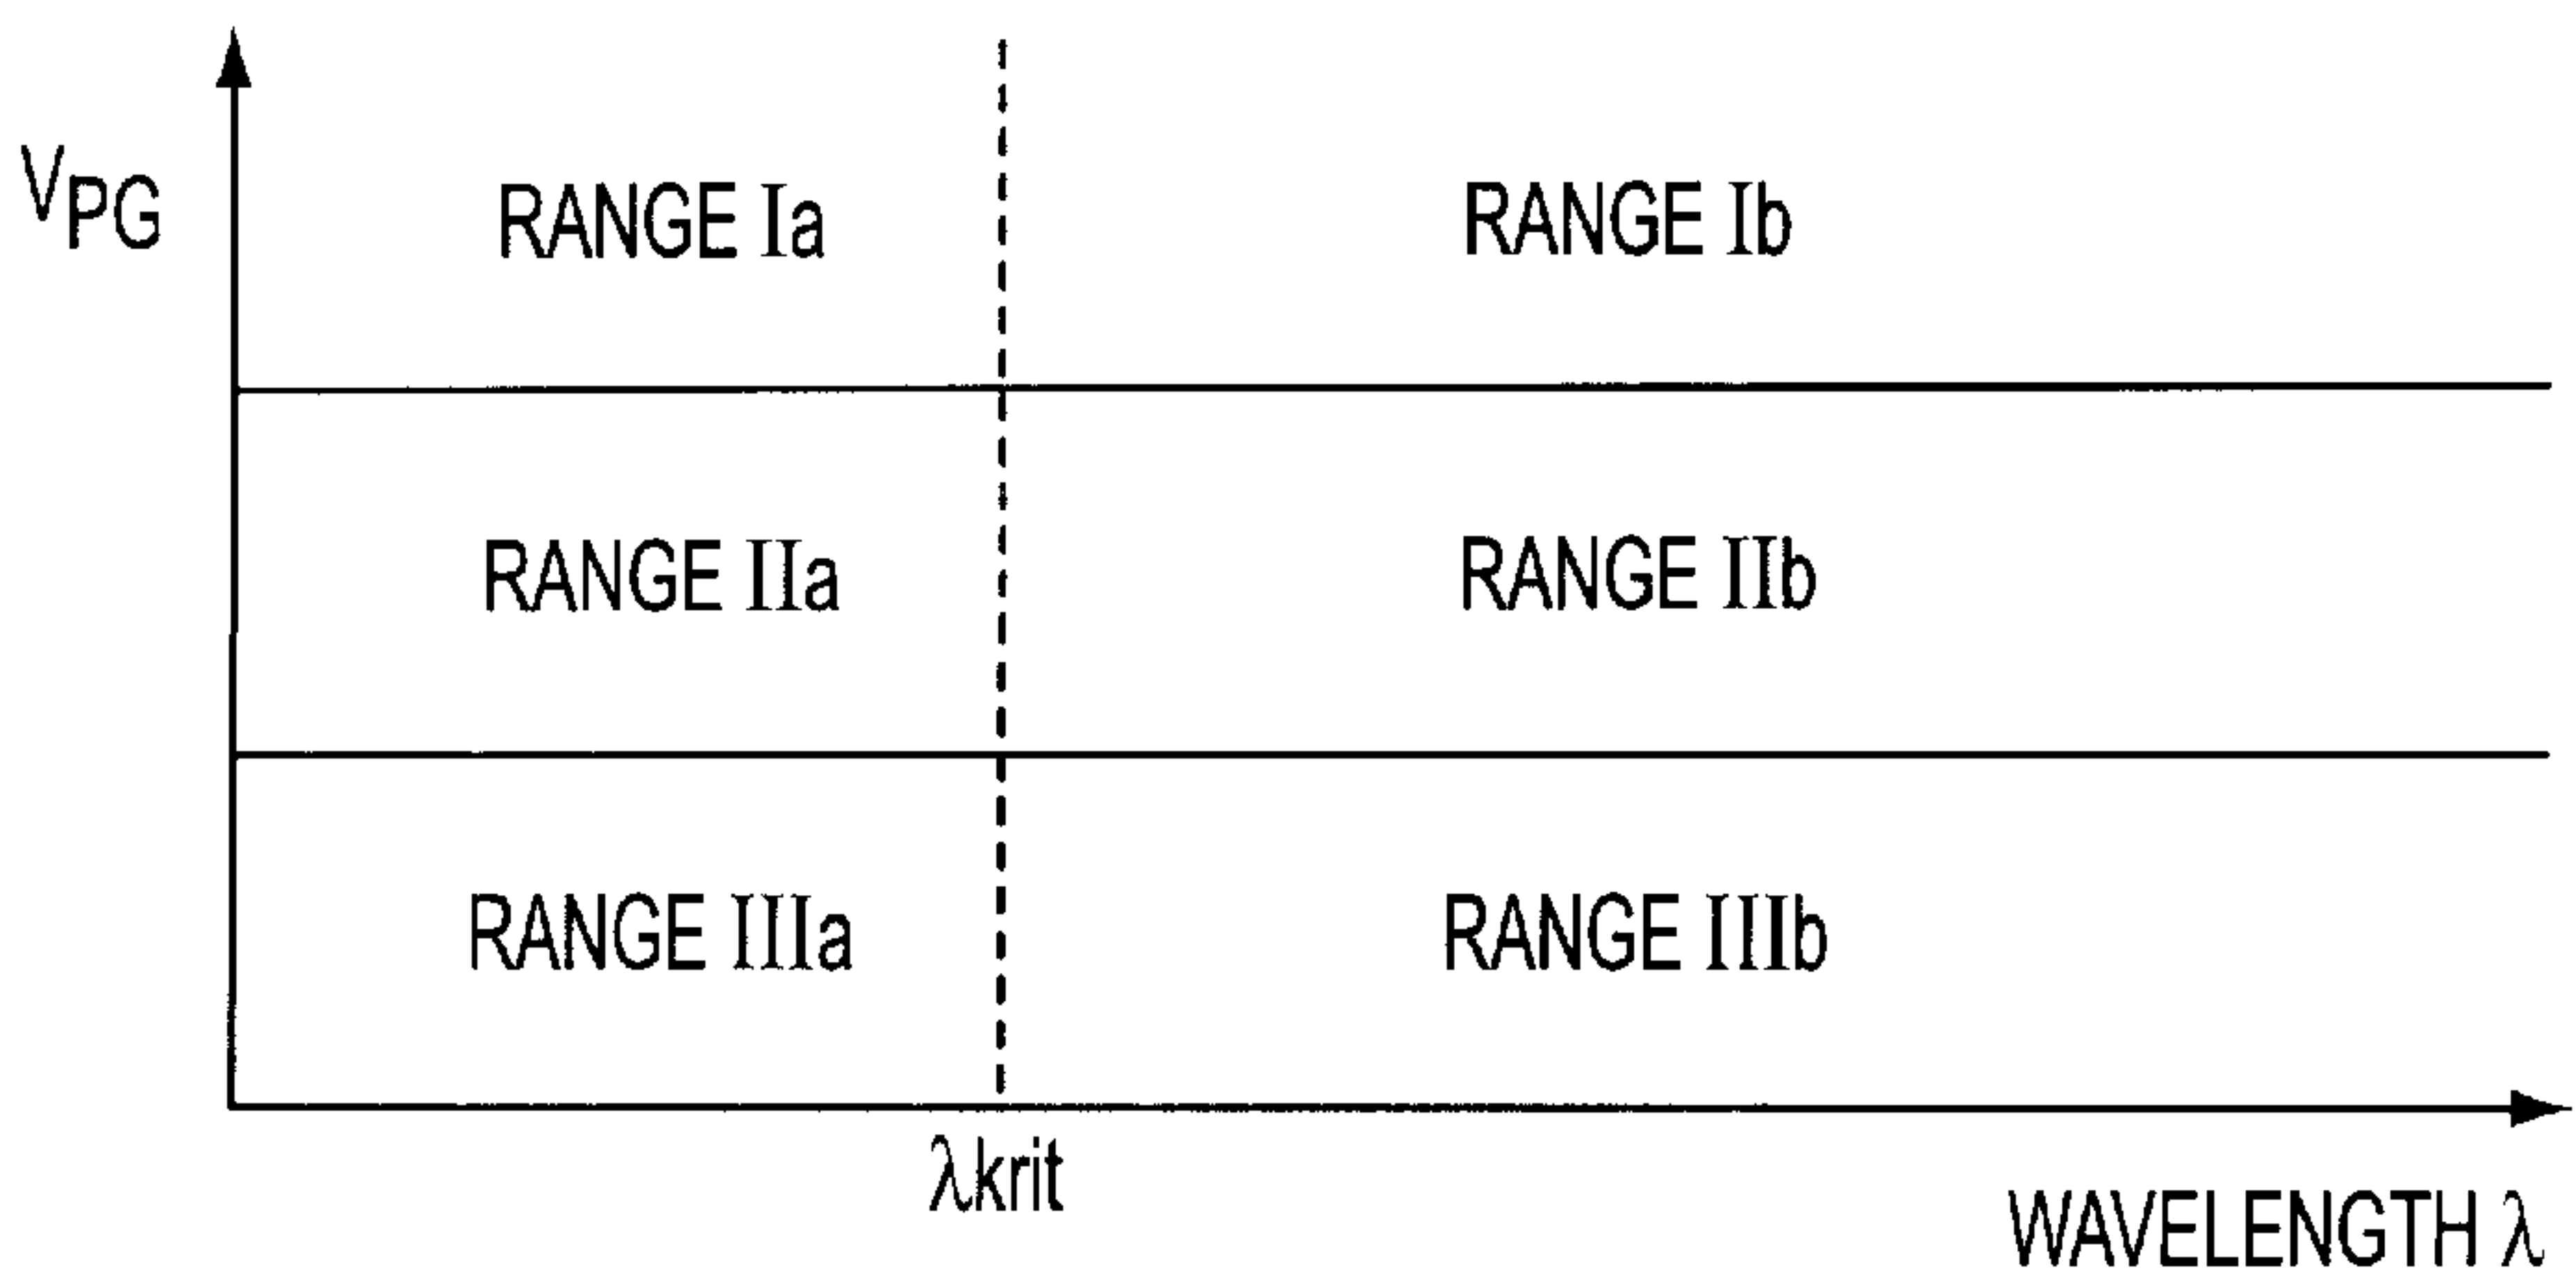 VPG
RANGE Ia
RANGE Ib
RANGE IIa
RANGE IIb
RANGE IIIa
RANGE IIIb
λkrit
WAVELENGTH λ